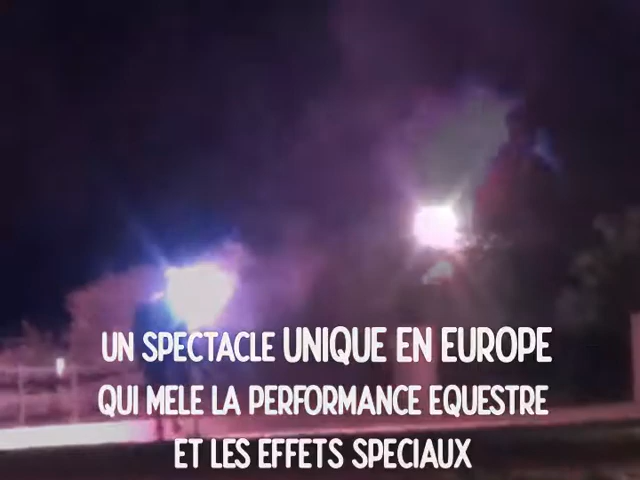 UN SPECTACLE UNIQUE EN EUROPE
QUI MELE LA PERFORMANCE EQUESTRE
ET LES EFFETS SPECIAUX